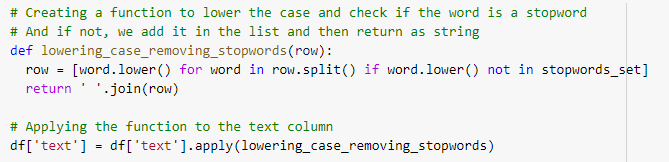 # Creating a function to lower the case and check if the word is a stopword
# And if not, we add it in the list and then return as string
def lowering_case_removing_stopwords(row):
  row = [word.lower() for word in row.split() if word.lower() not in stopwords_set]
  return ' '.join(row)

# Applying the function to the text column
df['text'] = df['text'].apply(lowering_case_removing_stopwords)